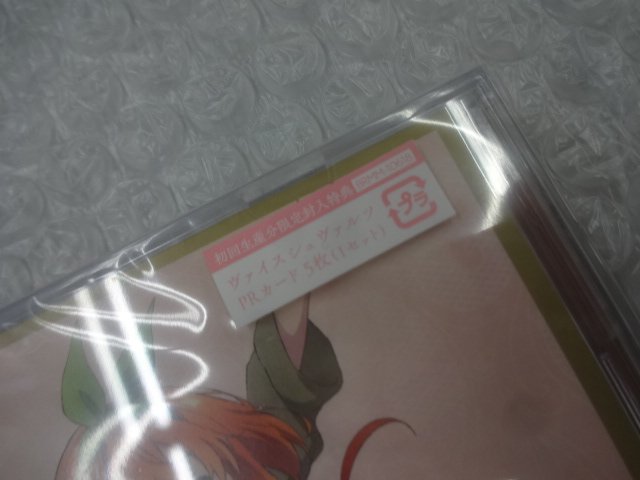 初回生産分限定封入特典
プラ
ヴァイスシュヴァルツ
PRカード5枚(1セット)